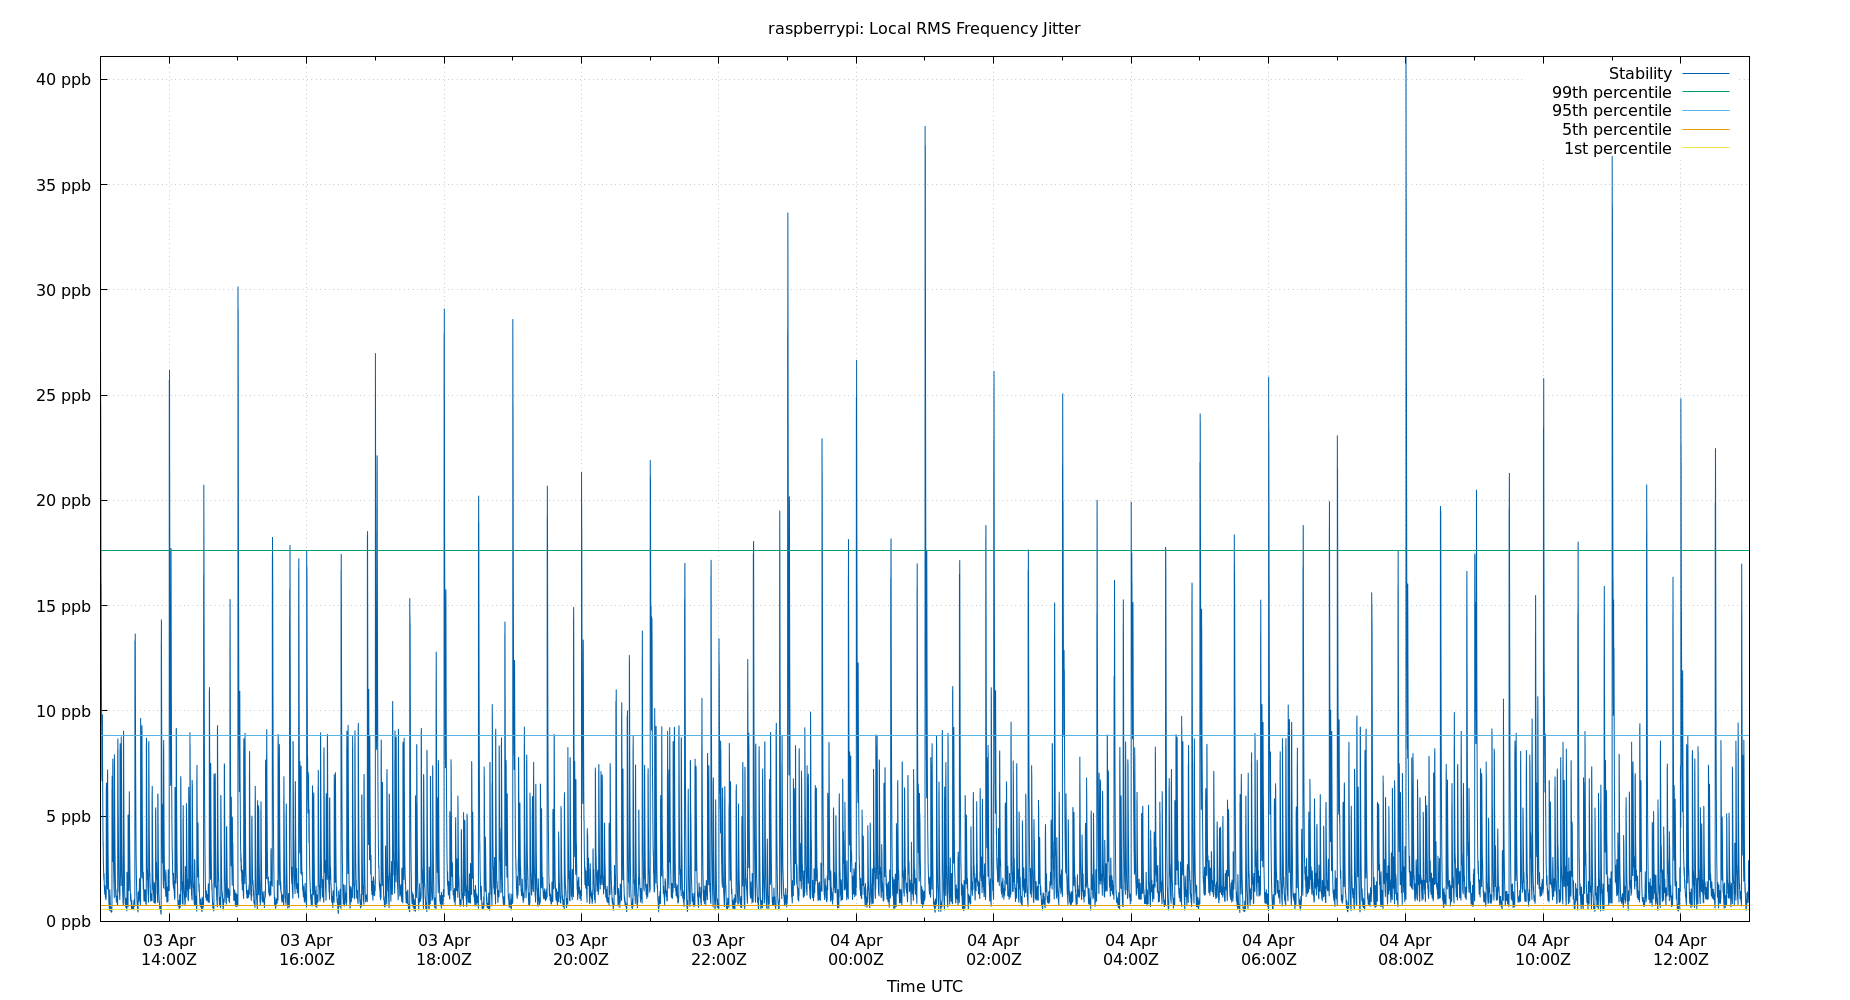 raspberrypi: Local RMS Frequency Jitter
40 ppb
35 ppb
30 ppb
25 ppb
20 ppb
15 ppb
10 ppb
5 ppb
0 ppb
Stability
99th percentile
95th percentile
5th percentile
1st percentile
03 Apr 03 Apr 03 Apr 03 Apr 03 Apr 04 Apr 04 Apr 04 Apr 04 Apr 04 Apr 04 Apr 04 Apr
14:00Z 16:00Z 18:00Z 20:00Z 22:00Z 00:00Z 02:00Z 04:00Z 06:00Z 08:00Z 10:00Z 12:00Z
Time UTC